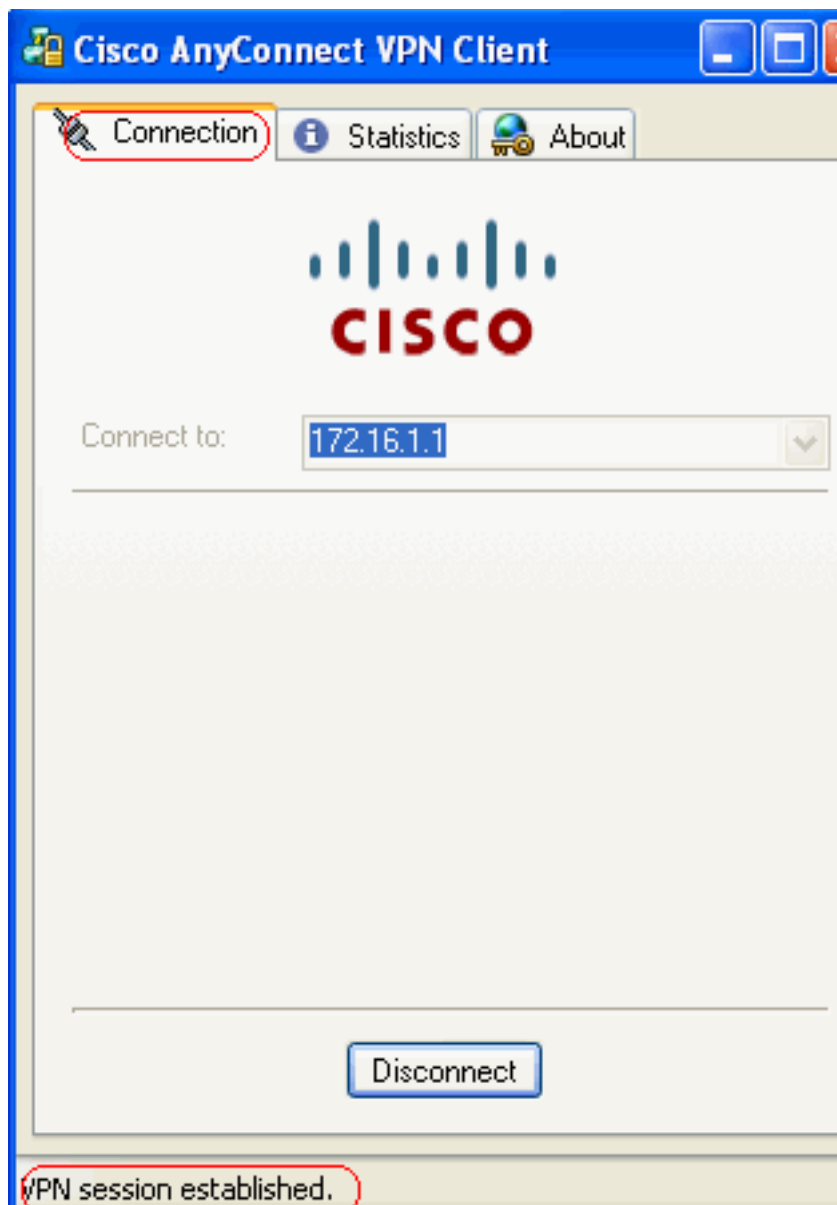 Cisco AnyConnect VPN Client
Connection
Statistics
About
CISCO
Connect to:
172.16.1.1
Disconnect
VPN session established.